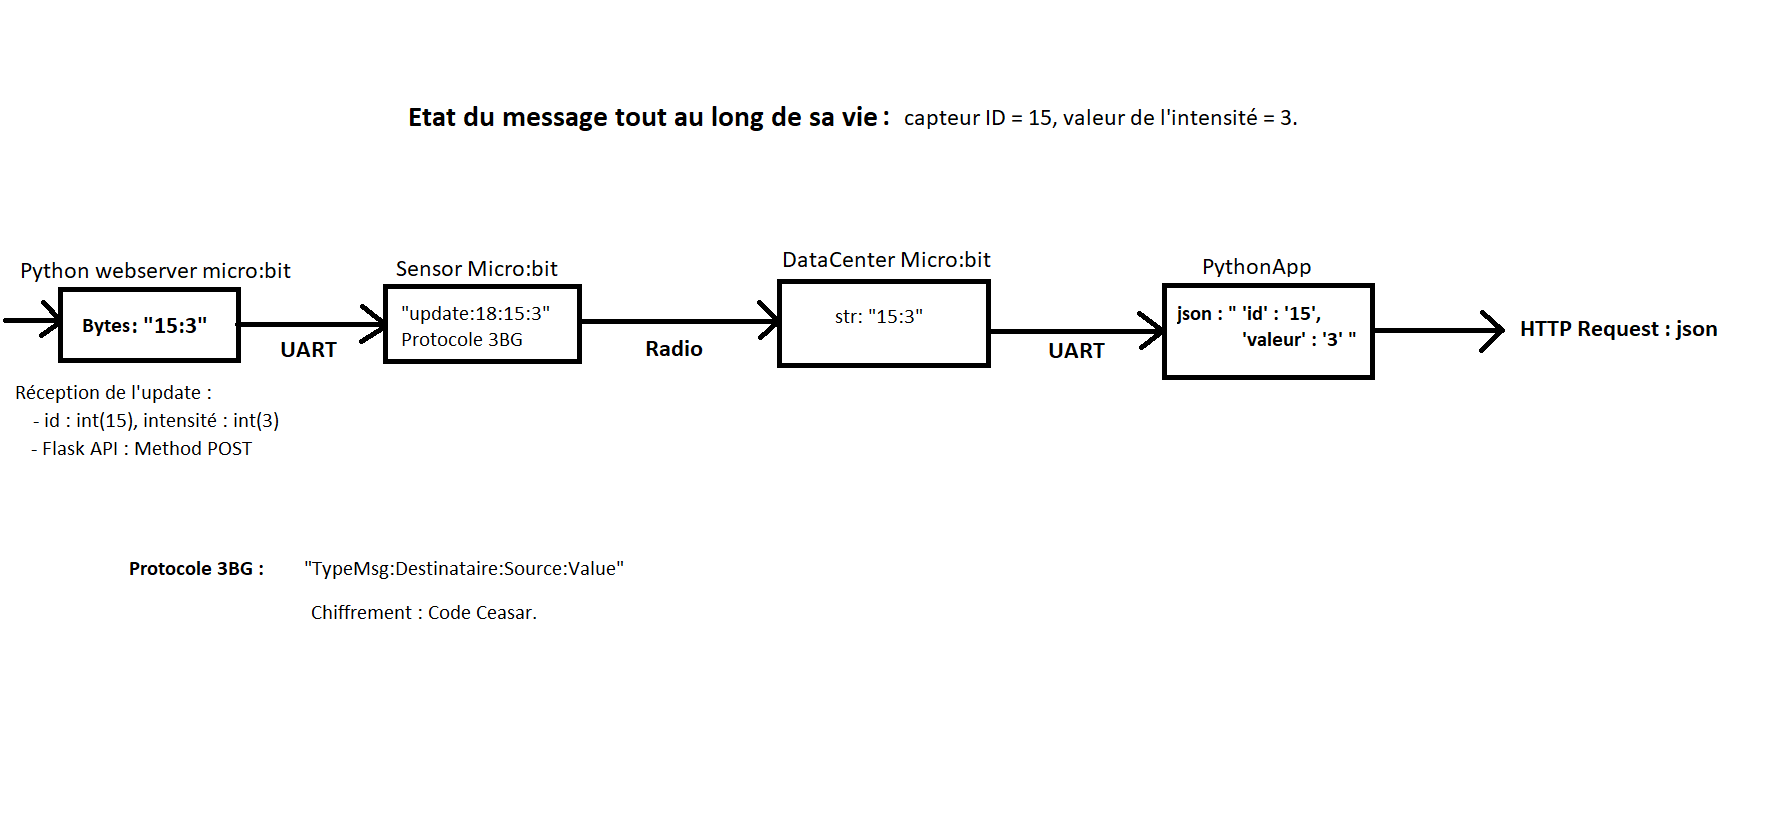 Etat du message tout au long de sa vie : capteur ID = 15, valeur de l'intensité = 3.
Python webserver micro:bit
Bytes: "15:3"
Réception de l'update :
- id : int(15), intensité : int(3)
- Flask API : Method POST
UART
Sensor Micro:bit
"update:18:15:3"
Protocole 3BG
Radio
DataCenter Micro:bit
str: "15:3"
UART
PythonApp
json : " 'id' : '15',
'valeur' : '3' "
HTTP Request : json
Protocole 3BG : "TypeMsg:Destinataire:Source:Value"
Chiffrement : Code Ceasar.